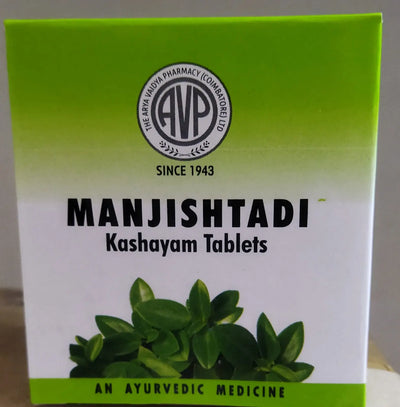 THE ARYA VAIDYA PHARMACY (COIMBATORE) LTD
AVP
SINCE 1943
MANJISHTADI
Kashayam Tablets
AN AYURVEDIC MEDICINE